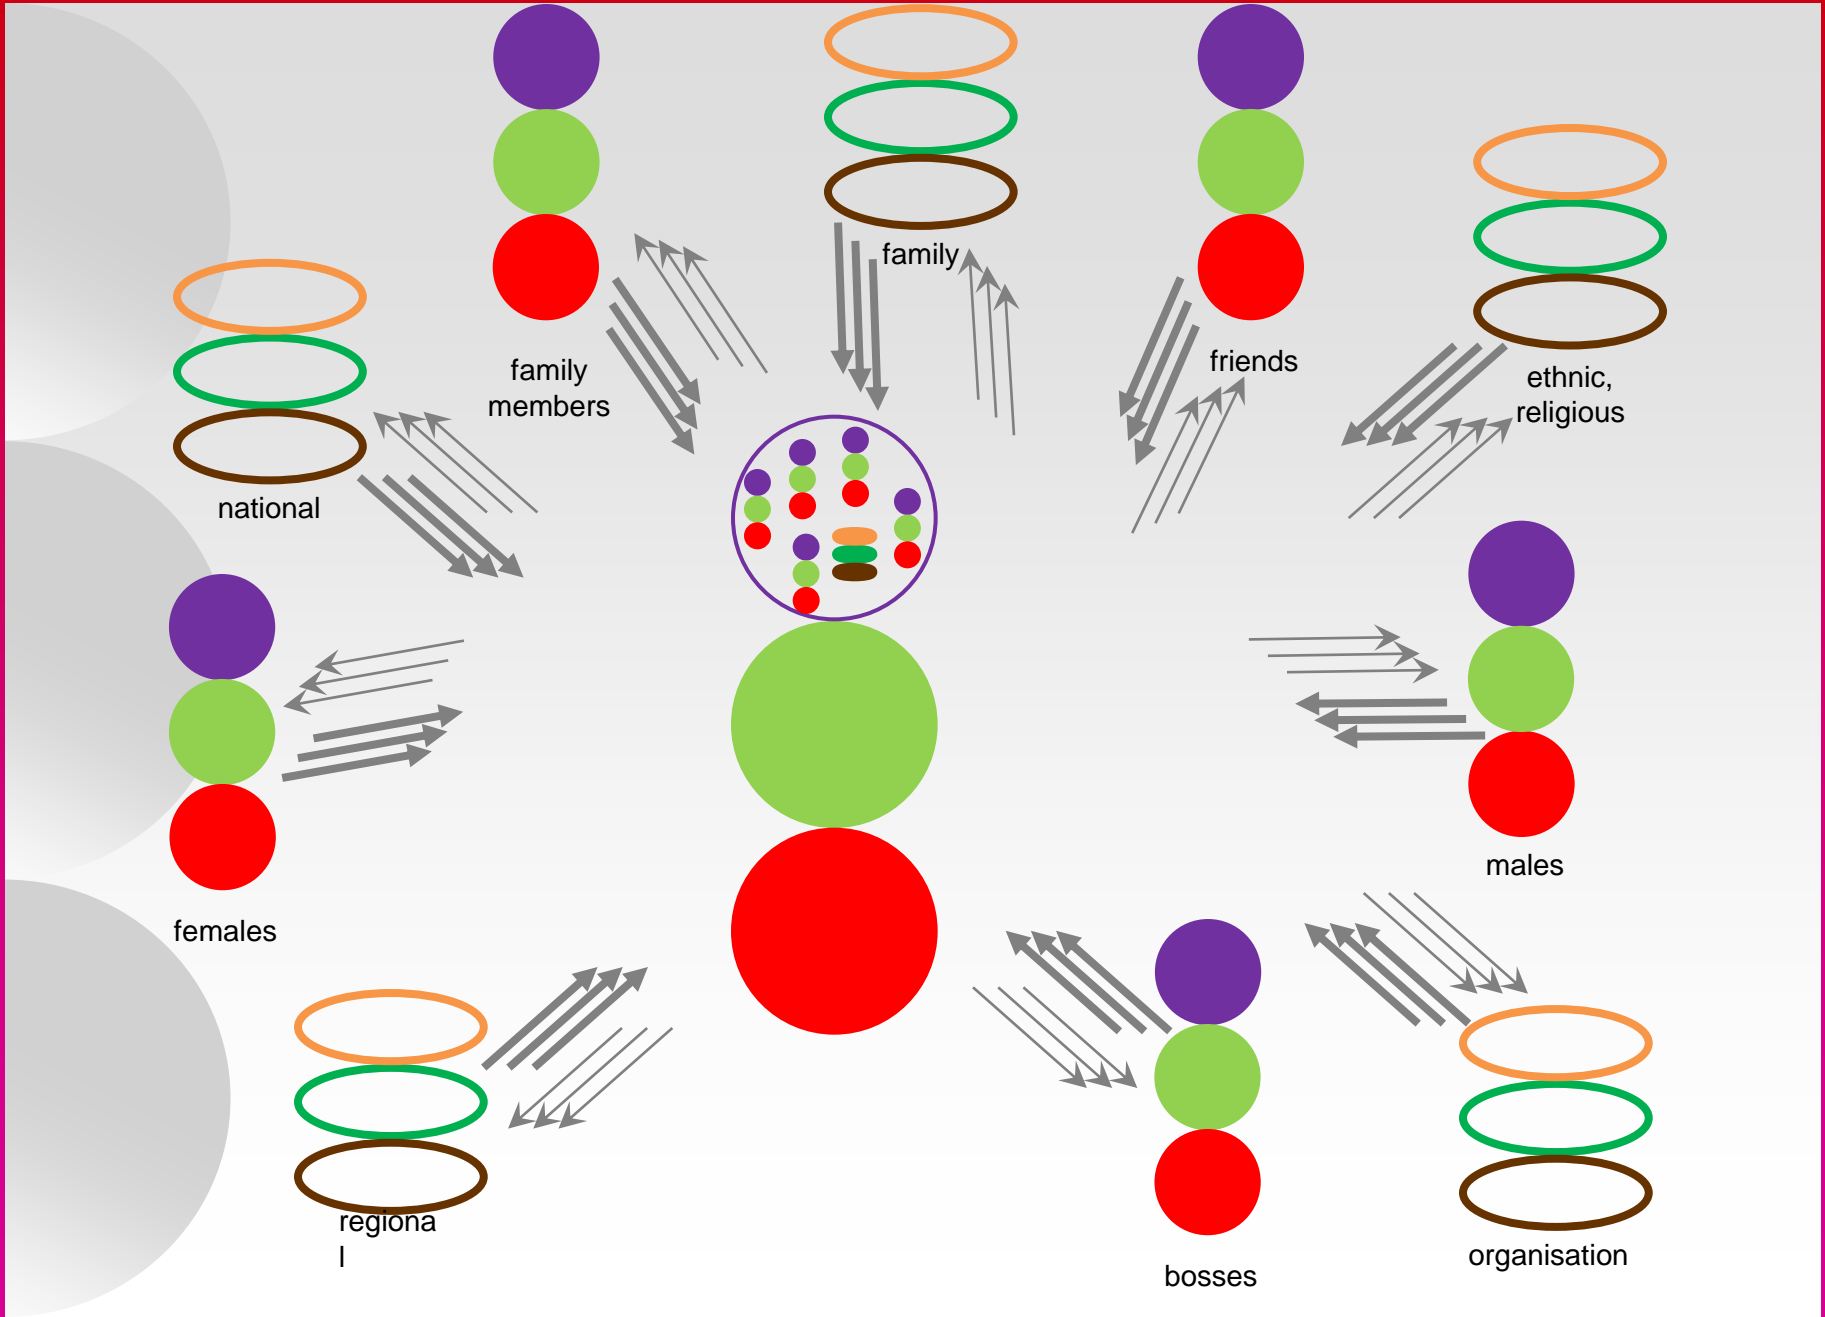 family
friends
family
members
ethnic,
religious
national
males
females
regiona
l
organisation
bosses